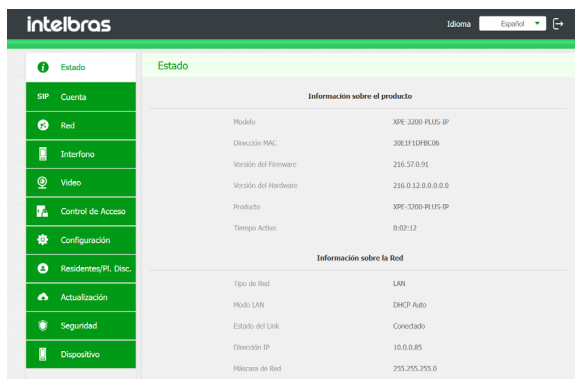 intelbras
Idioma Español
Estado
SIP Cuenta
Red
Interfono
Video
Control de Acceso
Configuración
Residentes/Pl. Disc.
Actualización
Seguridad
Dispositivo
Estado
Información sobre el producto
Modelo XPE-3200-PLUS-IP
Dirección MAC 30E1F1DFBC06
Versión del Firmware 216.57.0.91
Versión del Hardware 216.0.12.0.0.0.0.0
Producto XPE-3200-PLUS-IP
Tiempo Activo 0:02:12
Información sobre la Red
Tipo de Red LAN
Modo LAN DHCP Auto
Estado del Link Conectado
Dirección IP 10.0.0.85
Máscara de Red 255.255.255.0